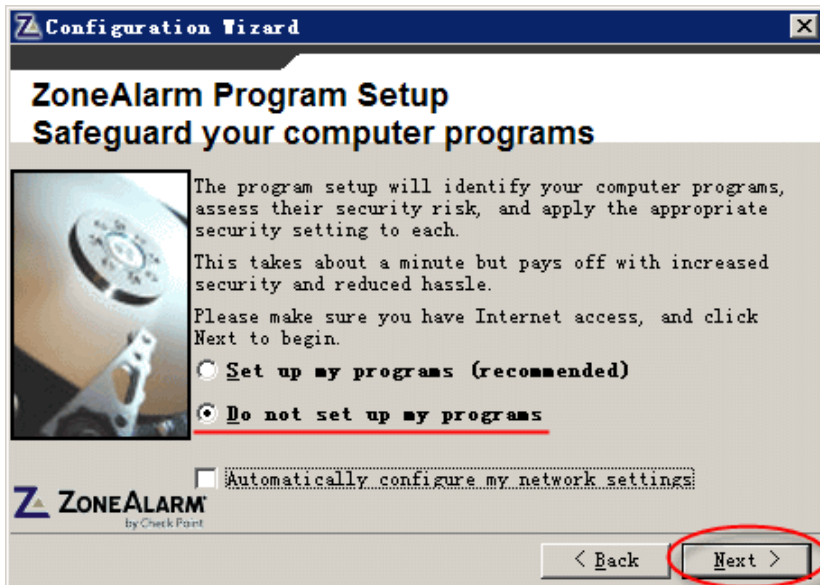 Configuration Wizard
ZoneAlarm Program Setup
Safeguard your computer programs
The program setup will identify your computer programs,
assess their security risk, and apply the appropriate
security setting to each.
This takes about a minute but pays off with increased
security and reduced hassle.
Please make sure you have Internet access, and click
Next to begin.
Set up my programs (recommended)
Do not set up my programs
Automatically configure my network settings
ZONEALARM
by Check Point
< Back Next >